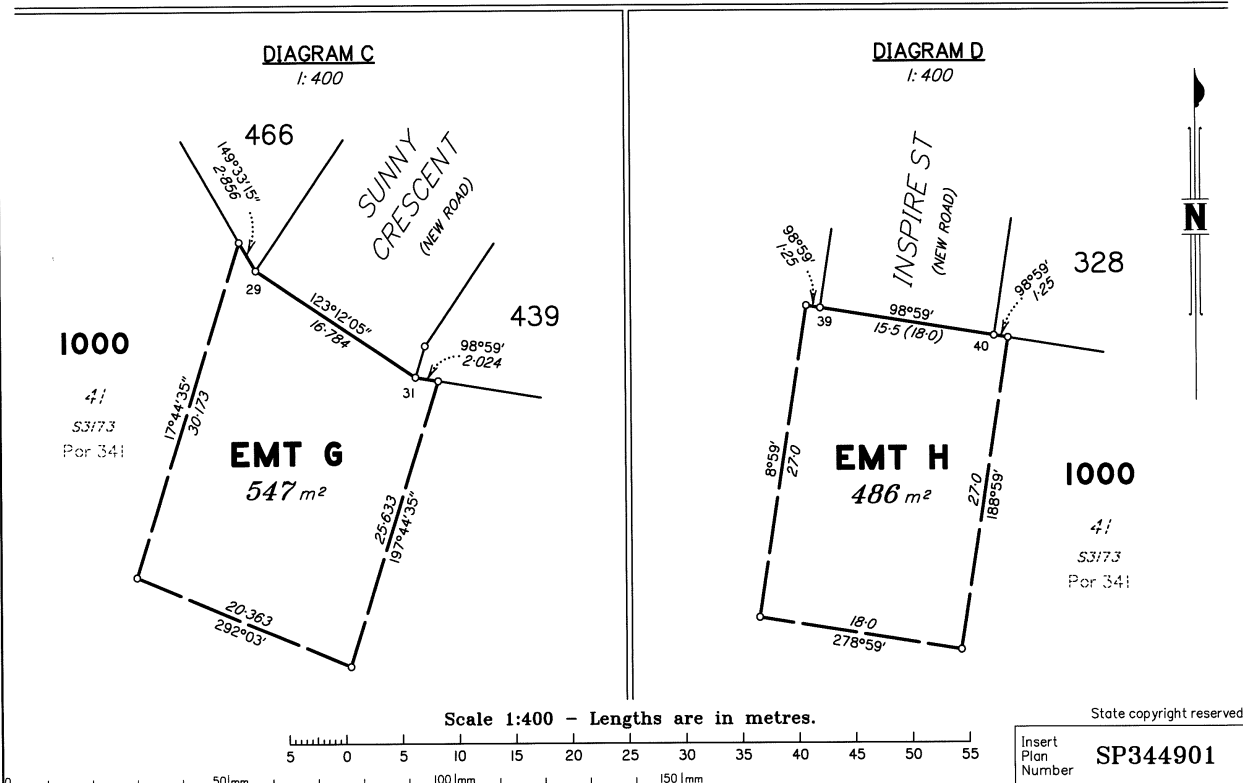 DIAGRAM C
1:400
466
149°33'15"
2·856
SUNNY
CRESCENT
(NEW ROAD)
29
123°12'05"
16·784
439
98°59'
2·024
31
1000
41
S3173
Por 341
17°44'35"
30·173
EMT G
547 m²
25·633
197°44'35"
20·363
292°03'
DIAGRAM D
1:400
INSPIRE ST
(NEW ROAD)
98°59'
1·25
98°59'
1·25
328
39
98°59'
15·5 (18·0)
40
8°59'
27·0
EMT H
486 m²
27·0
188°59'
1000
41
S3173
Por 341
18·0
278°59'
N
Scale 1:400 – Lengths are in metres.
5 0 5 10 15 20 25 30 35 40 45 50 55
State copyright reserved
Insert
Plan
Number
SP344901
0 50 mm 100 mm 150 mm